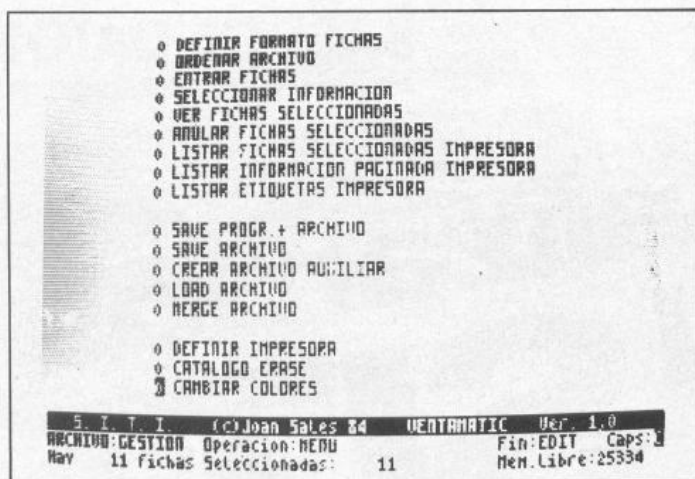 ◊ DEFINIR FORMATO FICHAS
◊ ORDENAR ARCHIVO
◊ ENTRAR FICHAS
◊ SELECCIONAR INFORMACION
◊ VER FICHAS SELECCIONADAS
◊ ANULAR FICHAS SELECCIONADAS
◊ LISTAR FICHAS SELECCIONADAS IMPRESORA
◊ LISTAR INFORMACION PAGINADA IMPRESORA
◊ LISTAR ETIQUETAS IMPRESORA
◊ SAVE PROGR.+ ARCHIVO
◊ SAVE ARCHIVO
◊ CREAR ARCHIVO AUXILIAR
◊ LOAD ARCHIVO
◊ MERGE ARCHIVO
◊ DEFINIR IMPRESORA
◊ CATALOGO ERASE
CAMBIAR COLORES
S. I. T. I. (c)Joan Sales 84 VENTAMATIC Ver. 1.0
ARCHIVO:GESTION Operacion:MENU Fin:EDIT Caps:
Hay 11 fichas Seleccionadas: 11 Mem.Libre:25334